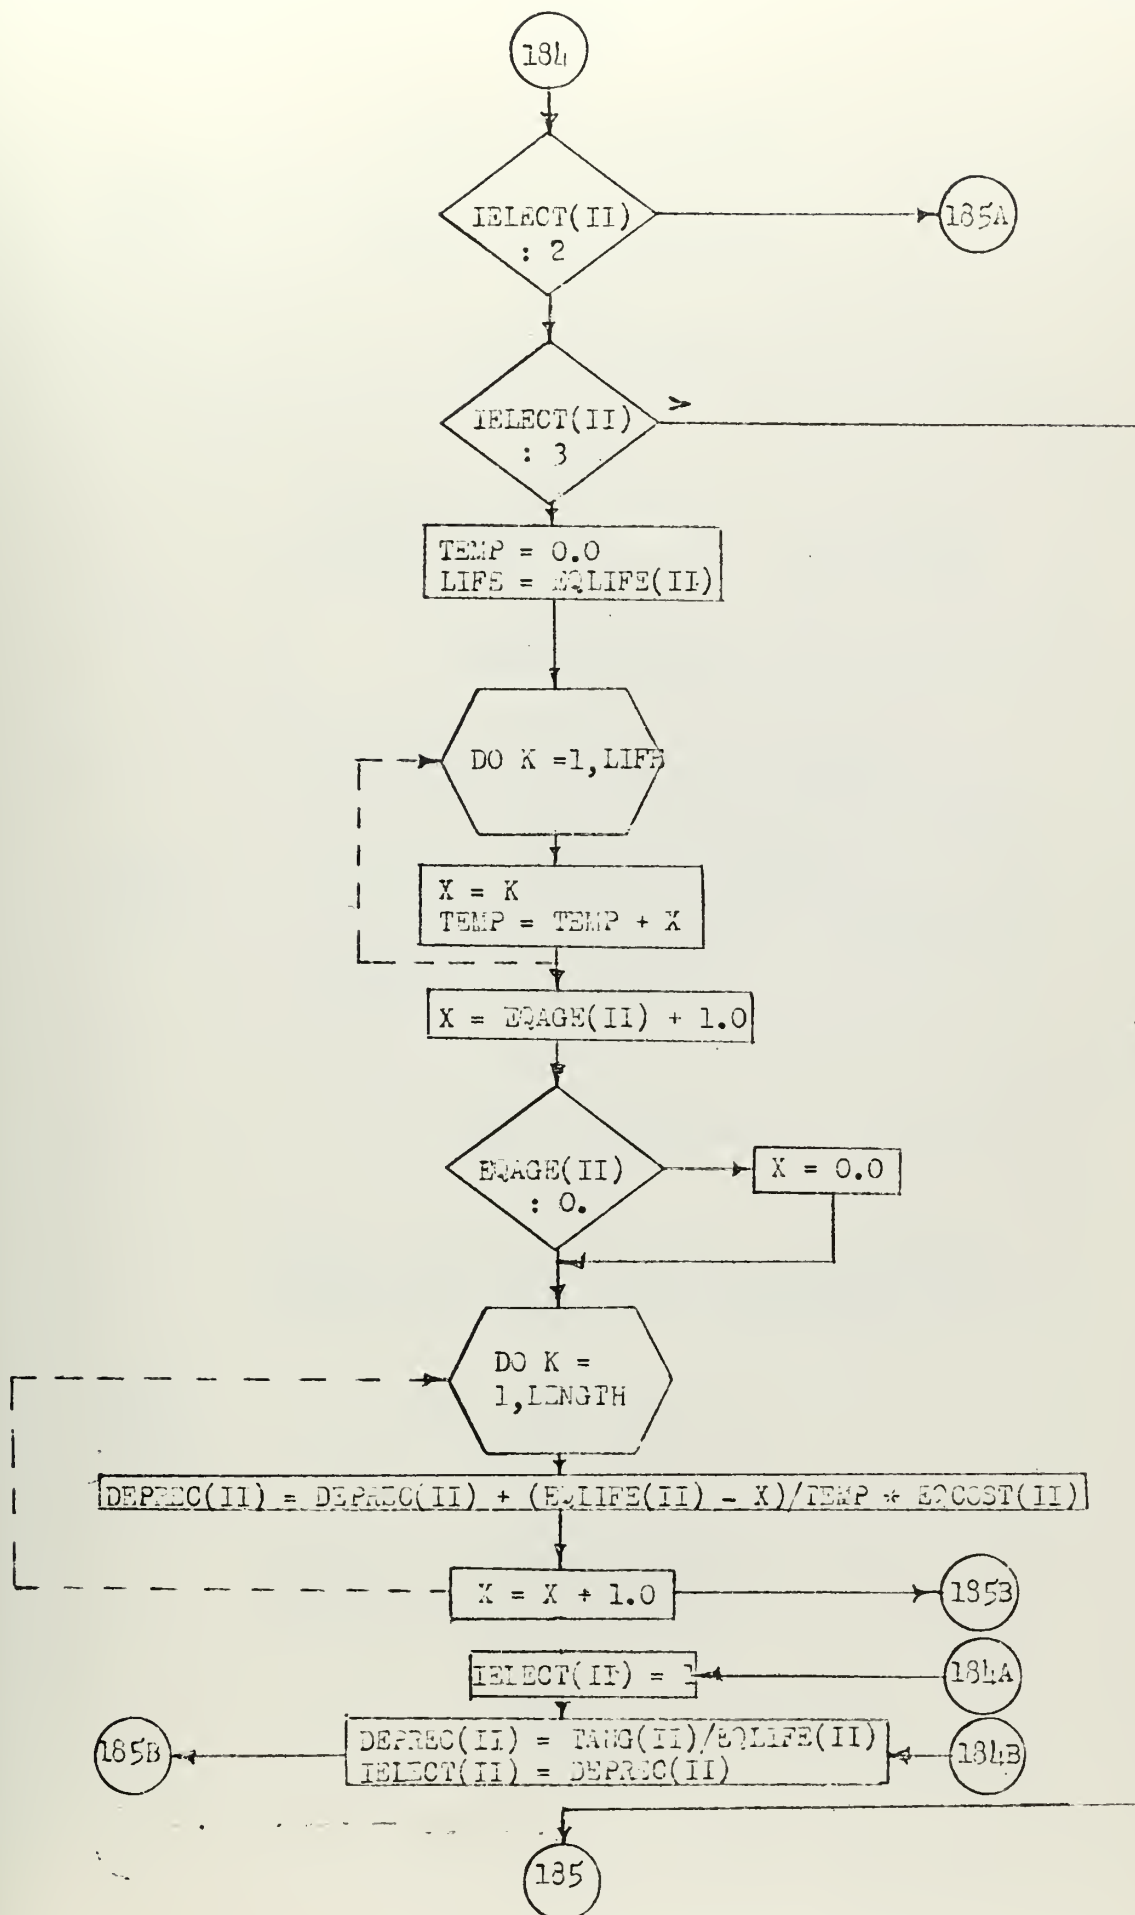 184
IELECT(II)
: 2
185A
IELECT(II)
: 3
>
TEMP = 0.0
LIFE = EQLIFE(II)
DO K =1,LIFE
X = K
TEMP = TEMP + X
X = EQAGE(II) + 1.0
EQAGE(II)
: 0.
X = 0.0
DO K =
1,LENGTH
DEPREC(II) = DEPREC(II) + (EQLIFE(II) - X)/TEMP * EQCOST(II)
X = X + 1.0
185B
IELECT(II) = 1
184A
185B
DEPREC(II) = TANG(II)/EQLIFE(II)
IELECT(II) = DEPREC(II)
184B
185